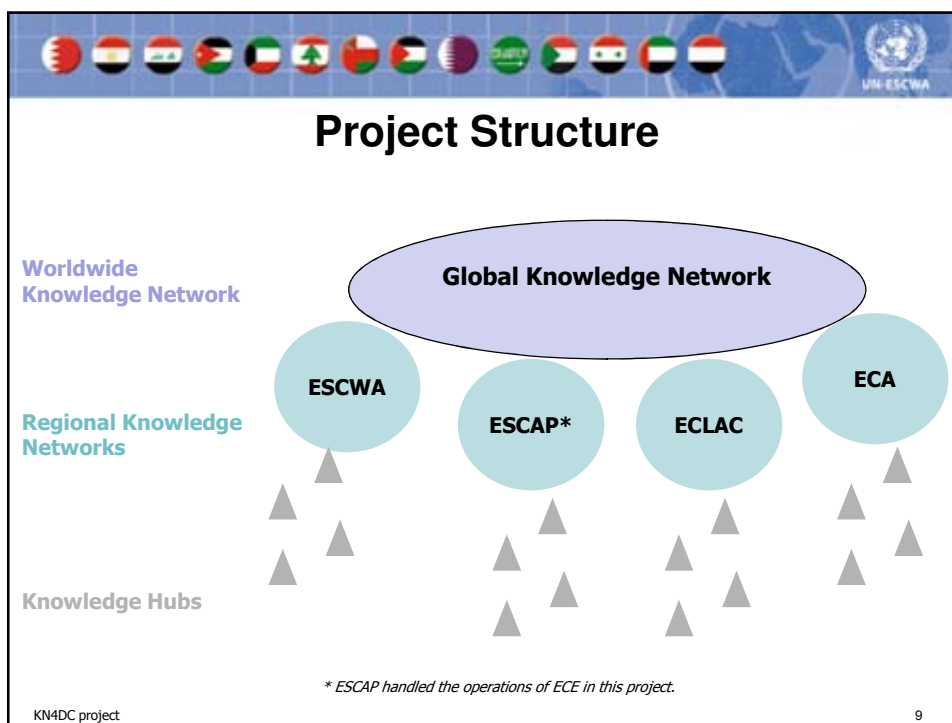 UN-ESCWA
Project Structure
Worldwide
Knowledge Network
Global Knowledge Network
ESCWA
ESCAP*
ECLAC
ECA
Regional Knowledge
Networks
Knowledge Hubs
* ESCAP handled the operations of ECE in this project.
KN4DC project
9